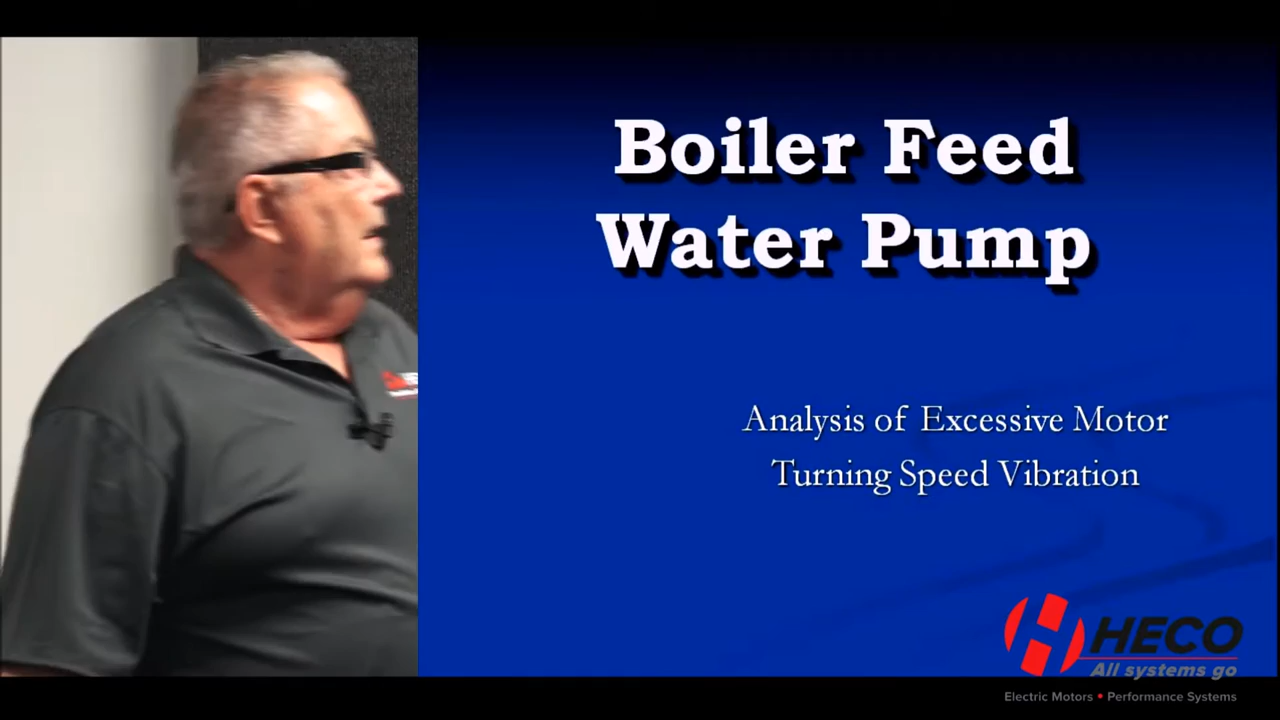 Boiler Feed
Water Pump
Analysis of Excessive Motor
Turning Speed Vibration
HECO
All systems go
Electric Motors • Performance Systems